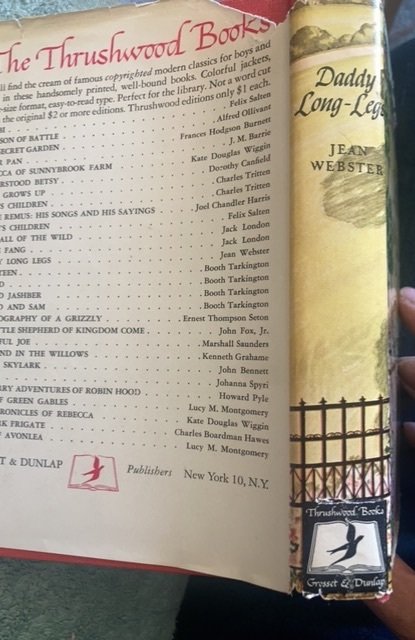 The Thrushwood Books
ll find the cream of famous copyrighted modern classics for boys and
in these handsomely printed, well-bound books. Colorful jackets,
e-size format, easy-to-read type. Perfect for the library. Not a word cut
the original $2 or more editions. Thrushwood editions only $1 each.
BI Felix Salten
SON OF BATTLE Alfred Ollivant
SECRET GARDEN Frances Hodgson Burnett
R PAN J. M. Barrie
CCA OF SUNNYBROOK FARM Kate Douglas Wiggin
RSTOOD BETSY Dorothy Canfield
GROWS UP Charles Tritten
'S CHILDREN Charles Tritten
E REMUS: HIS SONGS AND HIS SAYINGS Joel Chandler Harris
'S CHILDREN Felix Salten
ALL OF THE WILD Jack London
FANG Jack London
Y LONG LEGS Jean Webster
TEEN Booth Tarkington
D Booth Tarkington
D JASHBER Booth Tarkington
D AND SAM Booth Tarkington
OGRAPHY OF A GRIZZLY Ernest Thompson Seton
TTLE SHEPHERD OF KINGDOM COME John Fox, Jr.
FUL JOE Marshall Saunders
ND IN THE WILLOWS Kenneth Grahame
SKYLARK John Bennett
Johanna Spyri
RRY ADVENTURES OF ROBIN HOOD Howard Pyle
F GREEN GABLES Lucy M. Montgomery
HRONICLES OF REBECCA Kate Douglas Wiggin
RK FRIGATE Charles Boardman Hawes
F AVONLEA Lucy M. Montgomery
T & DUNLAP Publishers New York 10, N.Y.
Daddy
Long-Legs
JEAN
WEBSTER
Thrushwood Books
Grosset & Dunlap